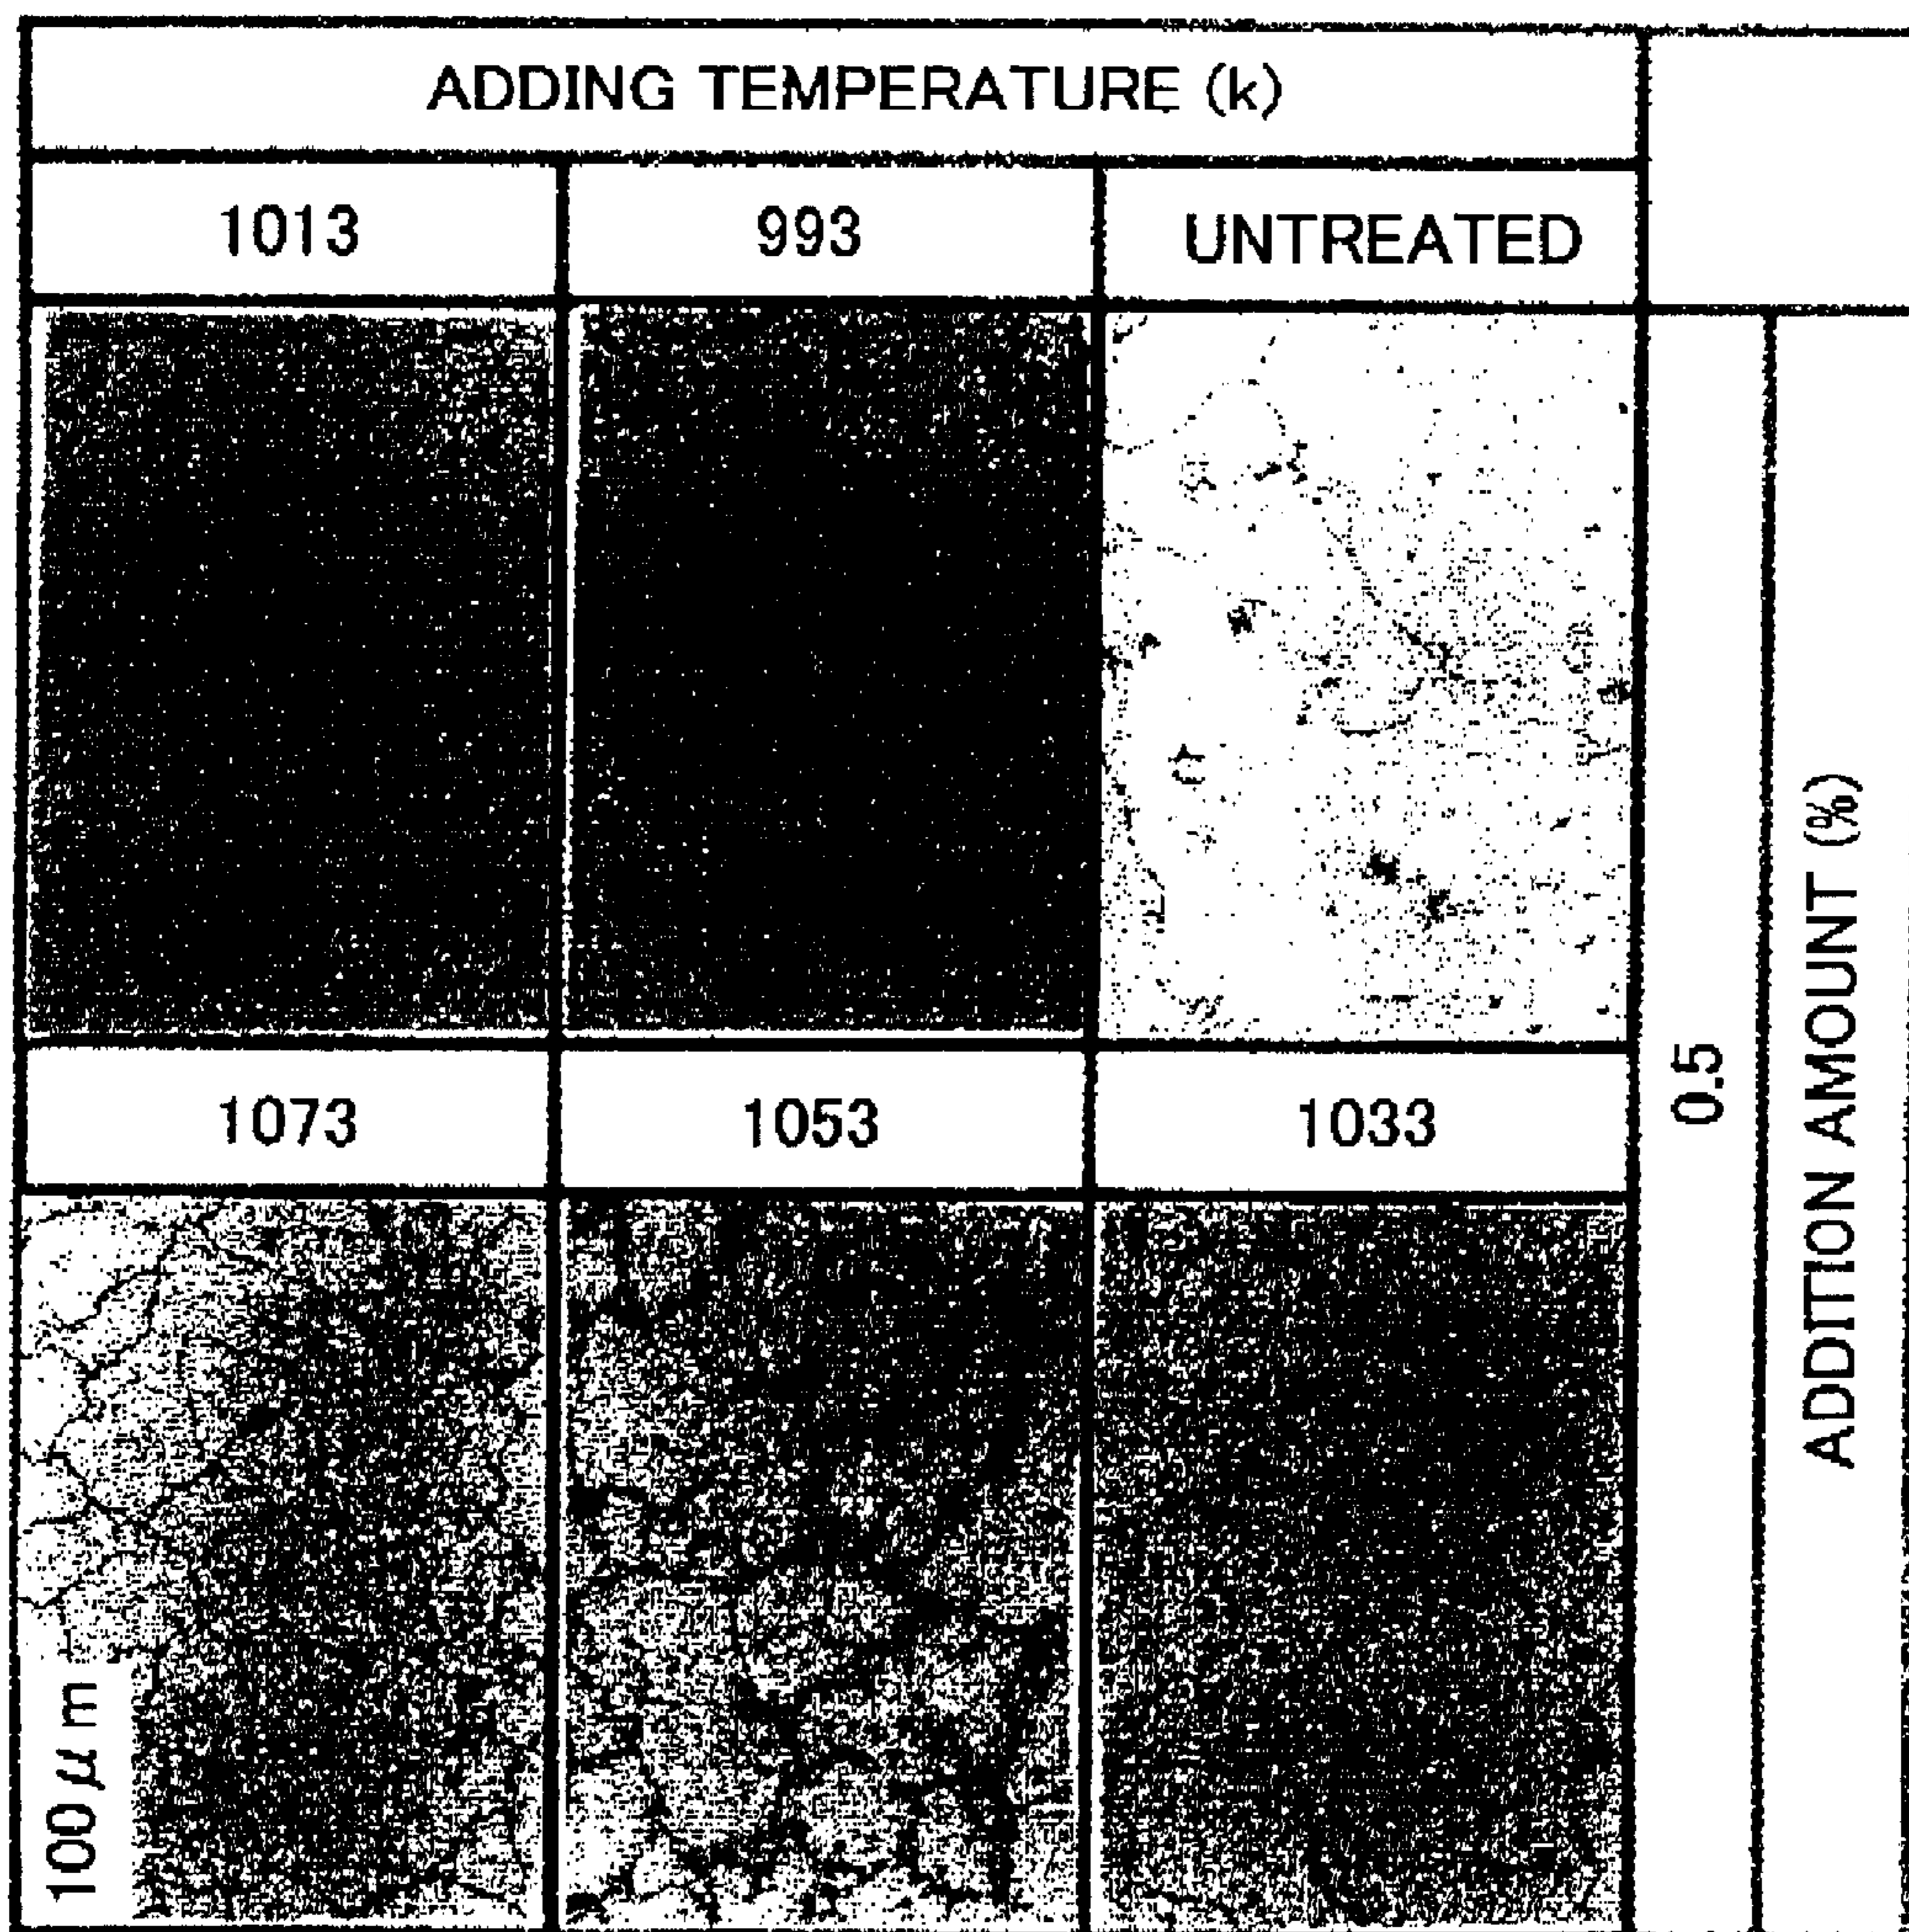 ADDING TEMPERATURE (k)
1013
993
UNTREATED
1073
1053
1033
100 μ m
0.5
ADDITION AMOUNT (%)